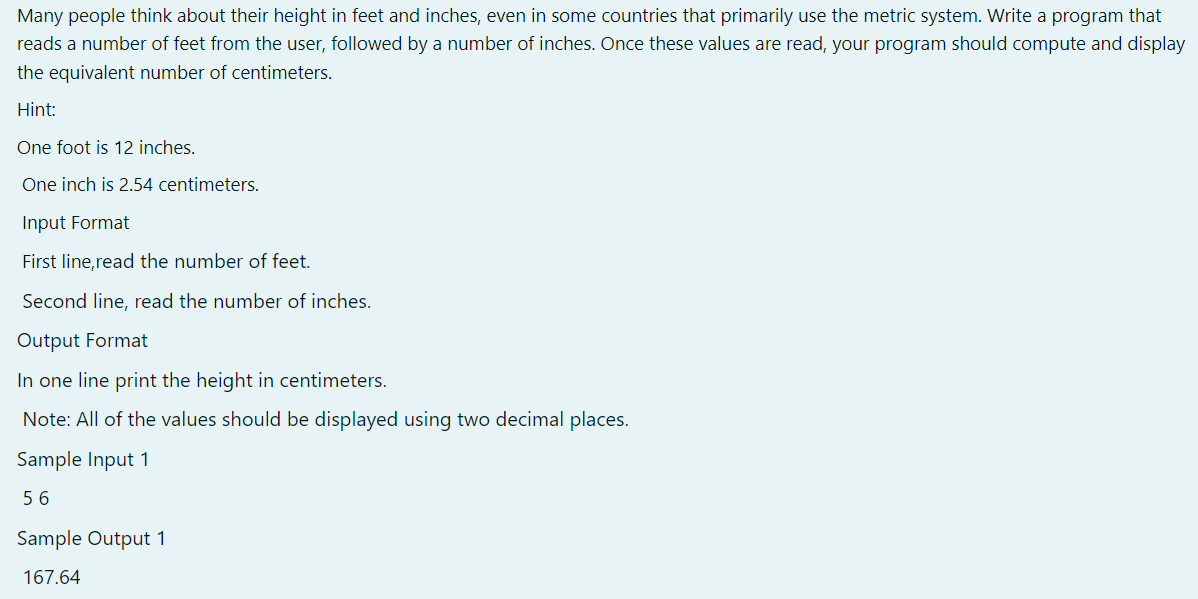 Many people think about their height in feet and inches, even in some countries that primarily use the metric system. Write a program that
reads a number of feet from the user, followed by a number of inches. Once these values are read, your program should compute and display
the equivalent number of centimeters.
Hint:
One foot is 12 inches.
One inch is 2.54 centimeters.
Input Format
First line,read the number of feet.
Second line, read the number of inches.
Output Format
In one line print the height in centimeters.
Note: All of the values should be displayed using two decimal places.
Sample Input 1
5 6
Sample Output 1
167.64